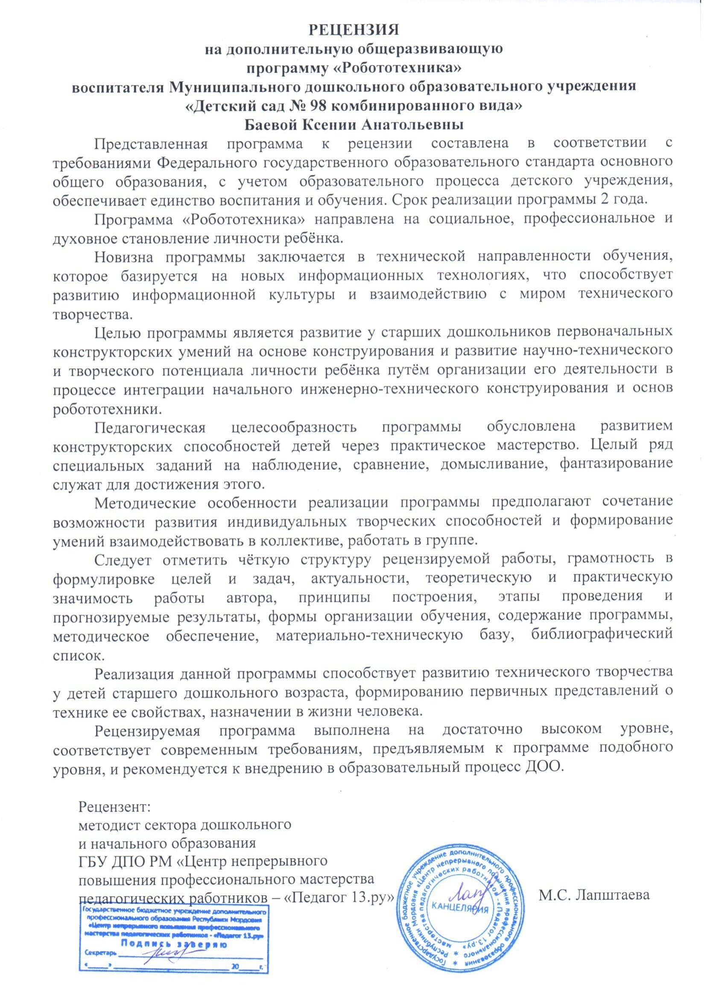 РЕЦЕНЗИЯ
на дополнительную общеразвивающую
программу «Робототехника»
воспитателя Муниципального дошкольного образовательного учреждения
«Детский сад № 98 комбинированного вида»
Баевой Ксении Анатольевны
Представленная программа к рецензии составлена в соответствии с
требованиями Федерального государственного образовательного стандарта основного
общего образования, с учетом образовательного процесса детского учреждения,
обеспечивает единство воспитания и обучения. Срок реализации программы 2 года.
Программа «Робототехника» направлена на социальное, профессиональное и
духовное становление личности ребёнка.
Новизна программы заключается в технической направленности обучения,
которое базируется на новых информационных технологиях, что способствует
развитию информационной культуры и взаимодействию с миром технического
творчества.
Целью программы является развитие у старших дошкольников первоначальных
конструкторских умений на основе конструирования и развитие научно-технического
и творческого потенциала личности ребёнка путём организации его деятельности в
процессе интеграции начального инженерно-технического конструирования и основ
робототехники.
Педагогическая целесообразность программы обусловлена развитием
конструкторских способностей детей через практическое мастерство. Целый ряд
специальных заданий на наблюдение, сравнение, домысливание, фантазирование
служат для достижения этого.
Методические особенности реализации программы предполагают сочетание
возможности развития индивидуальных творческих способностей и формирование
умений взаимодействовать в коллективе, работать в группе.
Следует отметить чёткую структуру рецензируемой работы, грамотность в
формулировке целей и задач, актуальности, теоретическую и практическую
значимость работы автора, принципы построения, этапы проведения и
прогнозируемые результаты, формы организации обучения, содержание программы,
методическое обеспечение, материально-техническую базу, библиографический
список.
Реализация данной программы способствует развитию технического творчества
у детей старшего дошкольного возраста, формированию первичных представлений о
технике ее свойствах, назначении в жизни человека.
Рецензируемая программа выполнена на достаточно высоком уровне,
соответствует современным требованиям, предъявляемым к программе подобного
уровня, и рекомендуется к внедрению в образовательный процесс ДОО.
Рецензент:
методист сектора дошкольного
и начального образования
ГБУ ДПО РМ «Центр непрерывного
повышения профессионального мастерства
педагогических работников – «Педагог 13.ру»
М.С. Лапштаева
Государственное бюджетное учреждение дополнительного
профессионального образования Республики Мордовия
«Центр непрерывного повышения профессионального
мастерства педагогических работников - «Педагог 13.ру»
Подпись заверяю
Секретарь
«____» ____________ 20____г.
Государственное бюджетное учреждение дополнительного профессионального образования
Республики Мордовия «Центр непрерывного повышения профессионального
мастерства педагогических работников - «Педагог 13.ру»
КАНЦЕЛЯРИЯ